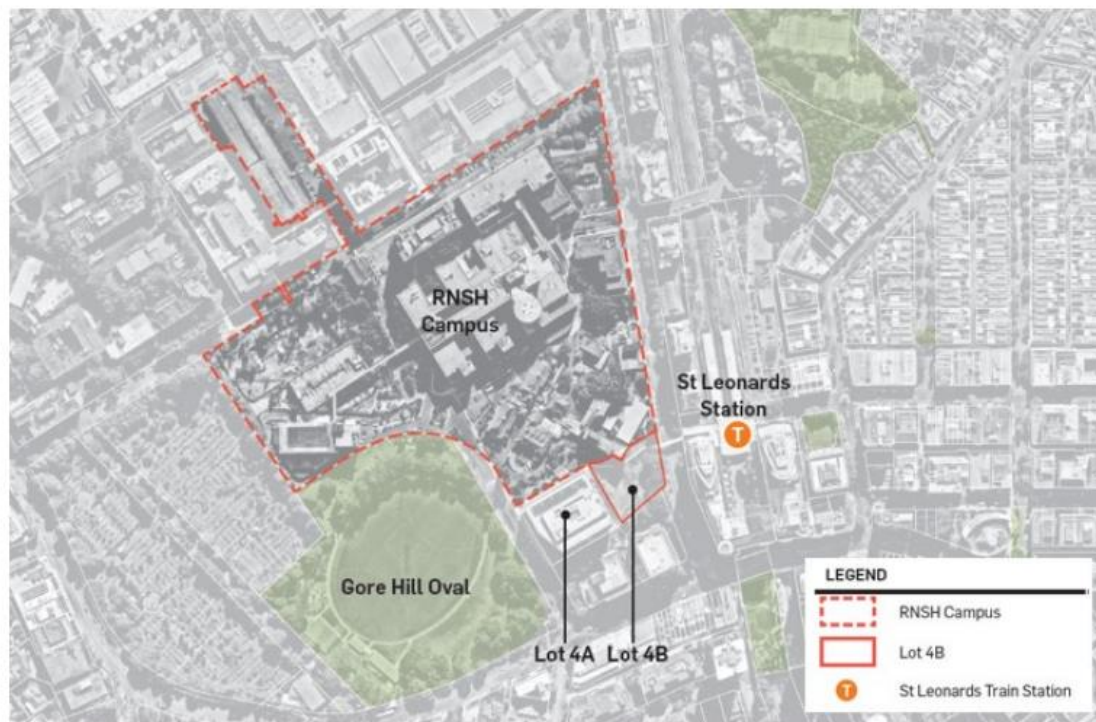 RNSH
Campus
St Leonards
Station
T
Gore Hill Oval
Lot 4A
Lot 4B
LEGEND
RNSH Campus
Lot 4B
T
St Leonards Train Station